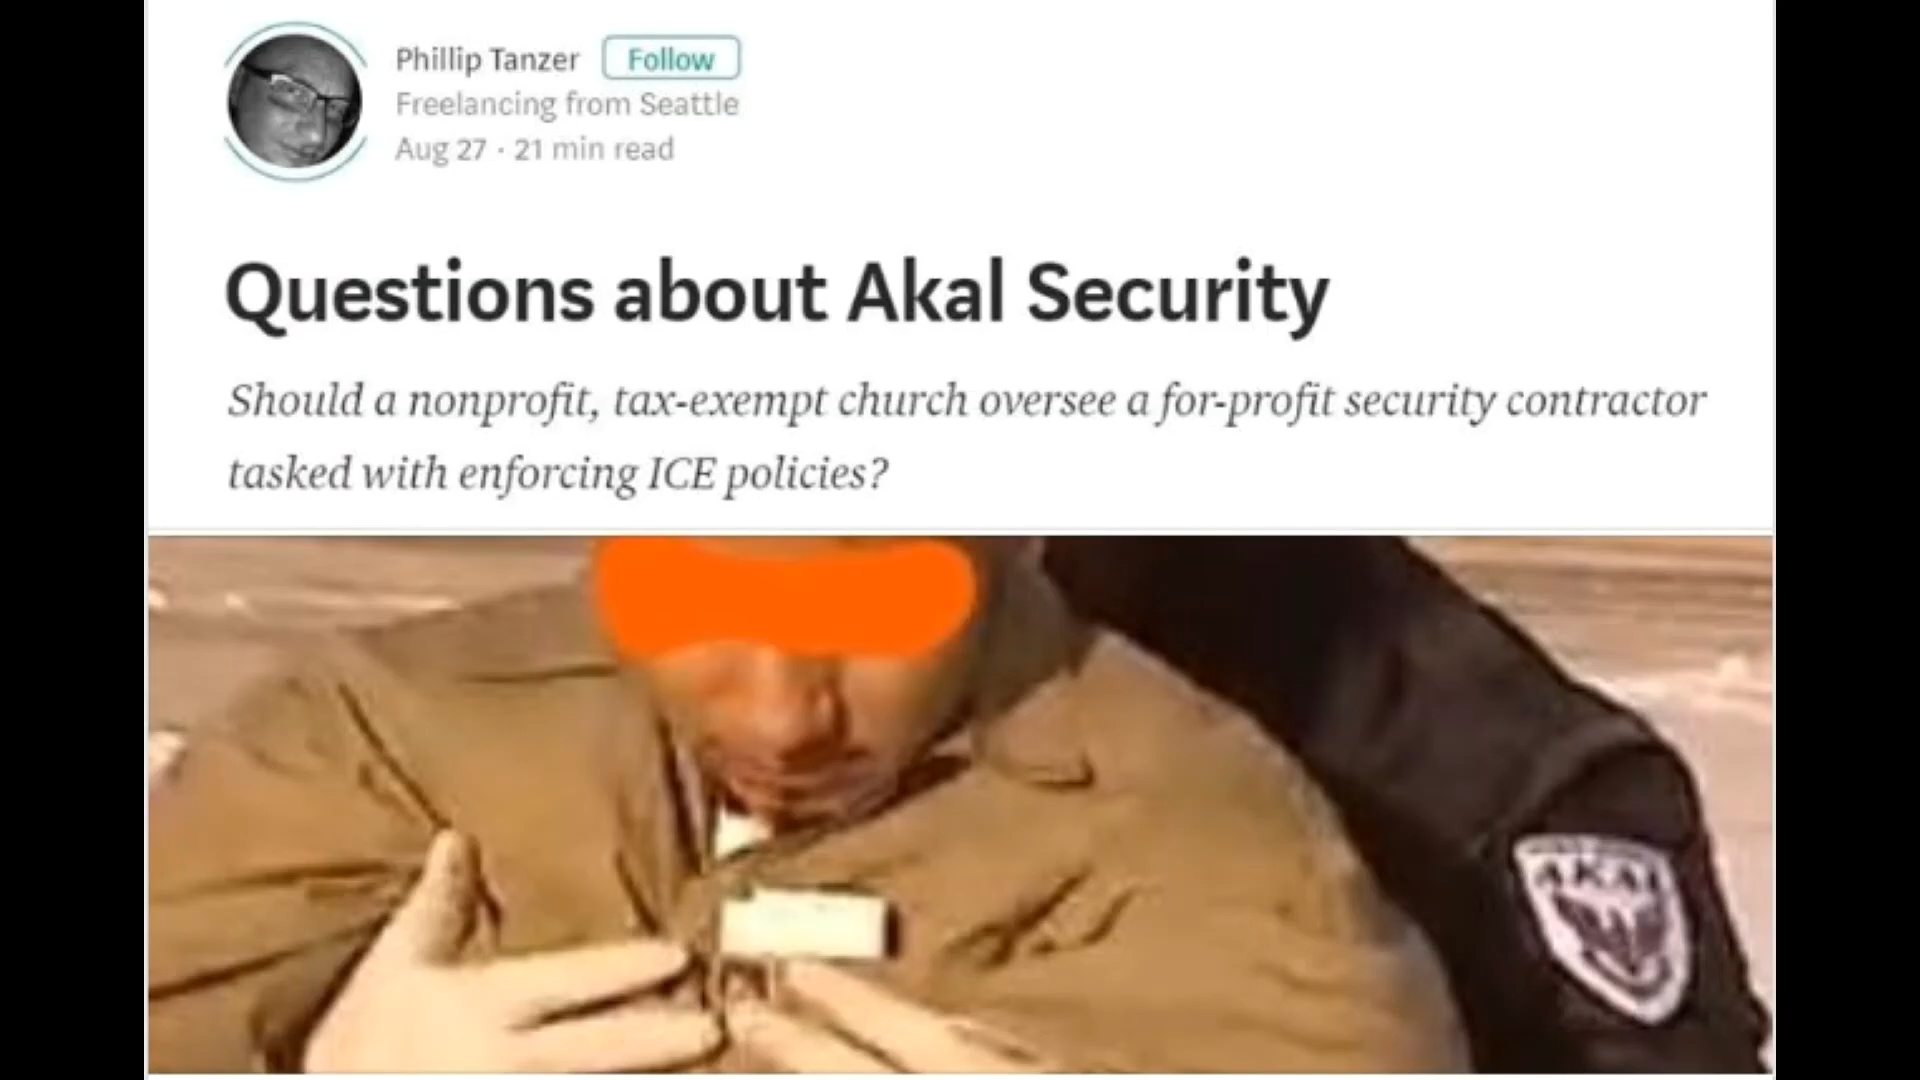 Phillip Tanzer Follow
Freelancing from Seattle
Aug 27 · 21 min read
Questions about Akal Security
Should a nonprofit, tax-exempt church oversee a for-profit security contractor
tasked with enforcing ICE policies?
AKAL